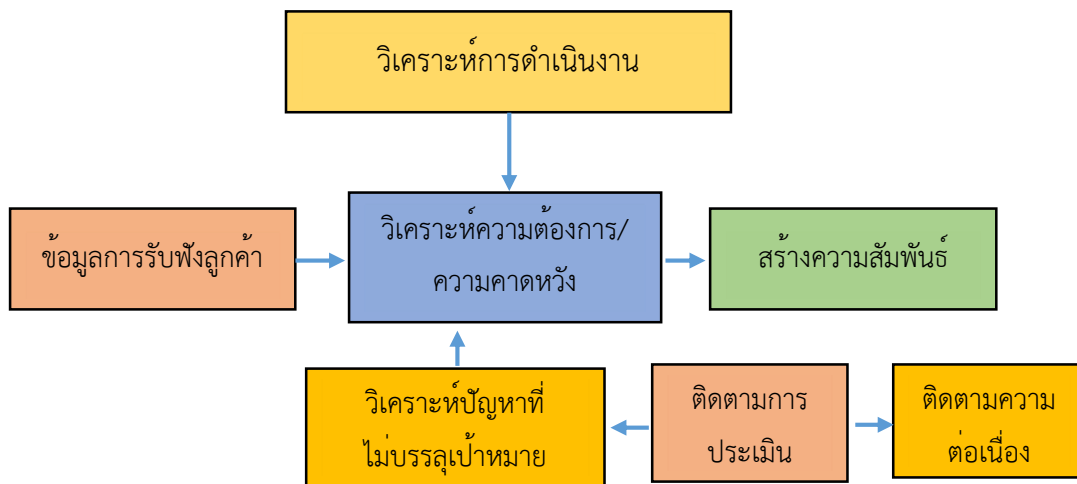 วิเคราะห์การดำเนินงาน
ข้อมูลการรับฟังลูกค้า
วิเคราะห์ความต้องการ/
ความคาดหวัง
สร้างความสัมพันธ์
วิเคราะห์ปัญหาที่
ไม่บรรลุเป้าหมาย
ติดตามการ
ประเมิน
ติดตามความ
ต่อเนื่อง